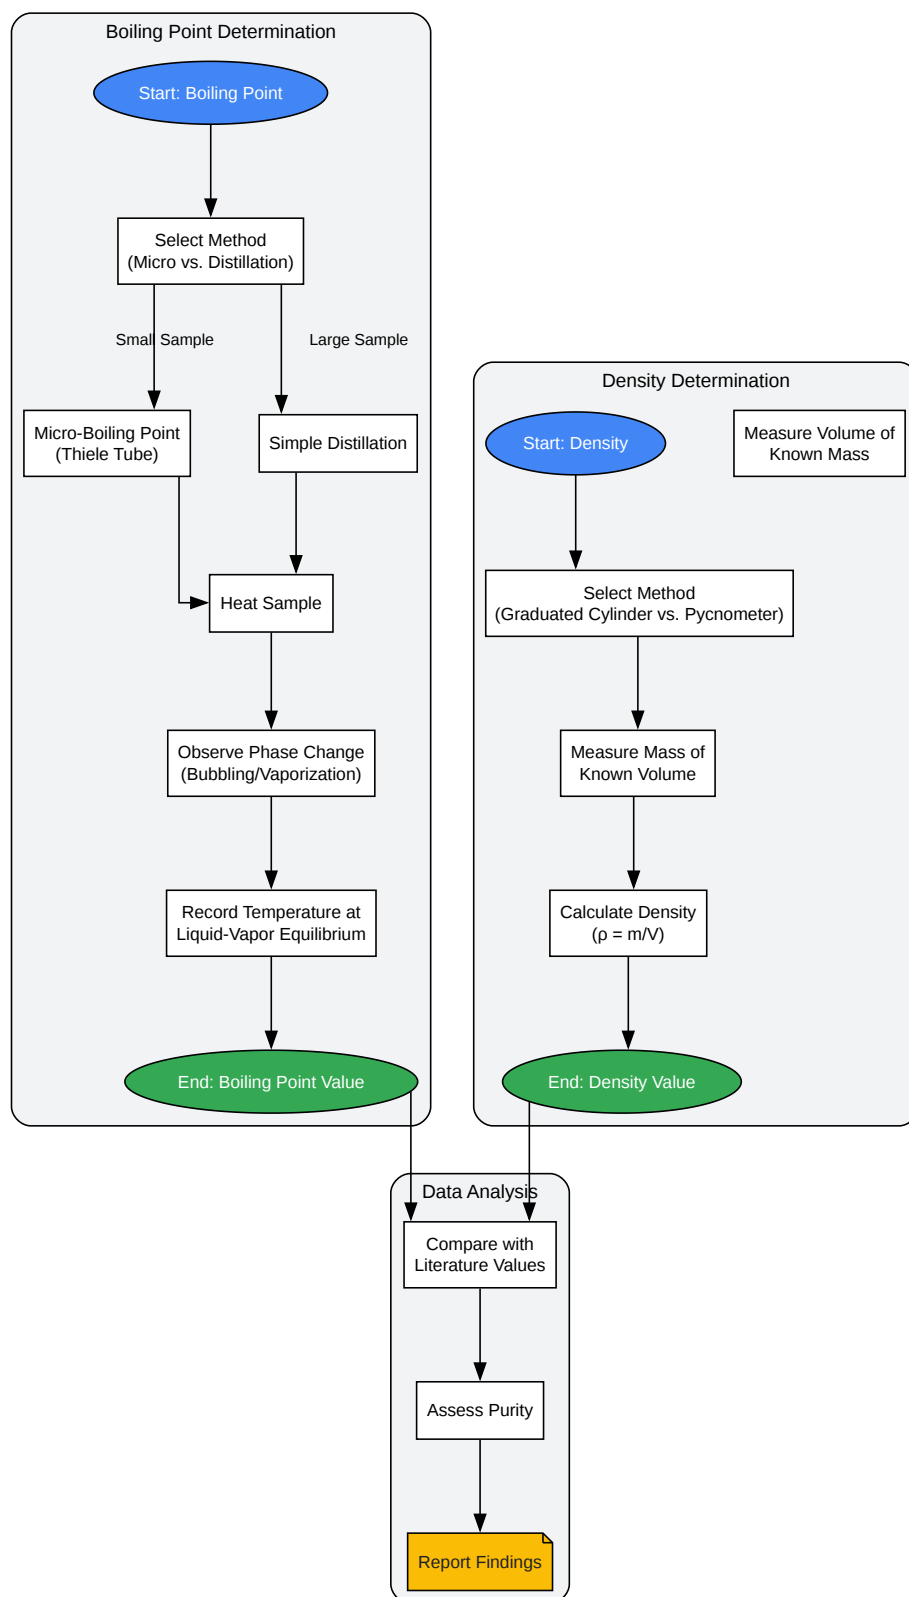 Boiling Point Determination
Start: Boiling Point
Select Method
(Micro vs. Distillation)
Small Sample
Large Sample
Micro-Boiling Point
(Thiele Tube)
Simple Distillation
Heat Sample
Observe Phase Change
(Bubbling/Vaporization)
Record Temperature at
Liquid-Vapor Equilibrium
End: Boiling Point Value
Density Determination
Start: Density
Measure Volume of
Known Mass
Select Method
(Graduated Cylinder vs. Pycnometer)
Measure Mass of
Known Volume
Calculate Density
(ρ = m/V)
End: Density Value
Data Analysis
Compare with
Literature Values
Assess Purity
Report Findings